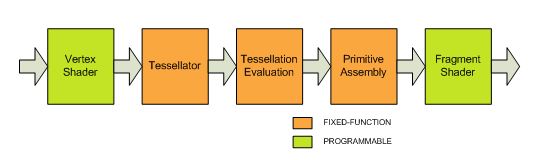 Vertex
Shader
Tessellator
Tessellation
Evaluation
Primitive
Assembly
Fragment
Shader
FIXED-FUNCTION
PROGRAMMABLE